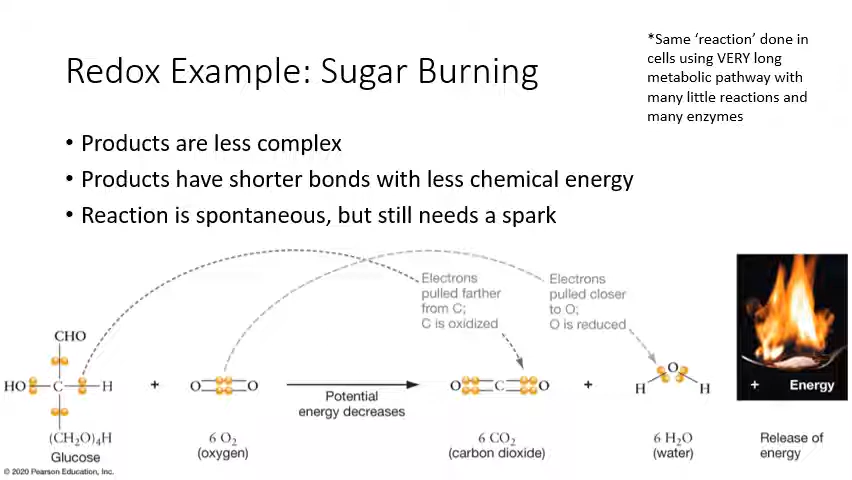 *Same ‘reaction’ done in
cells using VERY long
metabolic pathway with
many little reactions and
many enzymes
Redox Example: Sugar Burning
• Products are less complex
• Products have shorter bonds with less chemical energy
• Reaction is spontaneous, but still needs a spark
Electrons
pulled farther
from C;
C is oxidized
Electrons
pulled closer
to O;
O is reduced
CHO
HO C H
(CH₂O)₄H
Glucose
+
O O
6 O₂
(oxygen)
Potential
energy decreases
O C O
6 CO₂
(carbon dioxide)
+
O
H H
6 H₂O
(water)
+ Energy
Release of
energy
© 2020 Pearson Education, Inc.